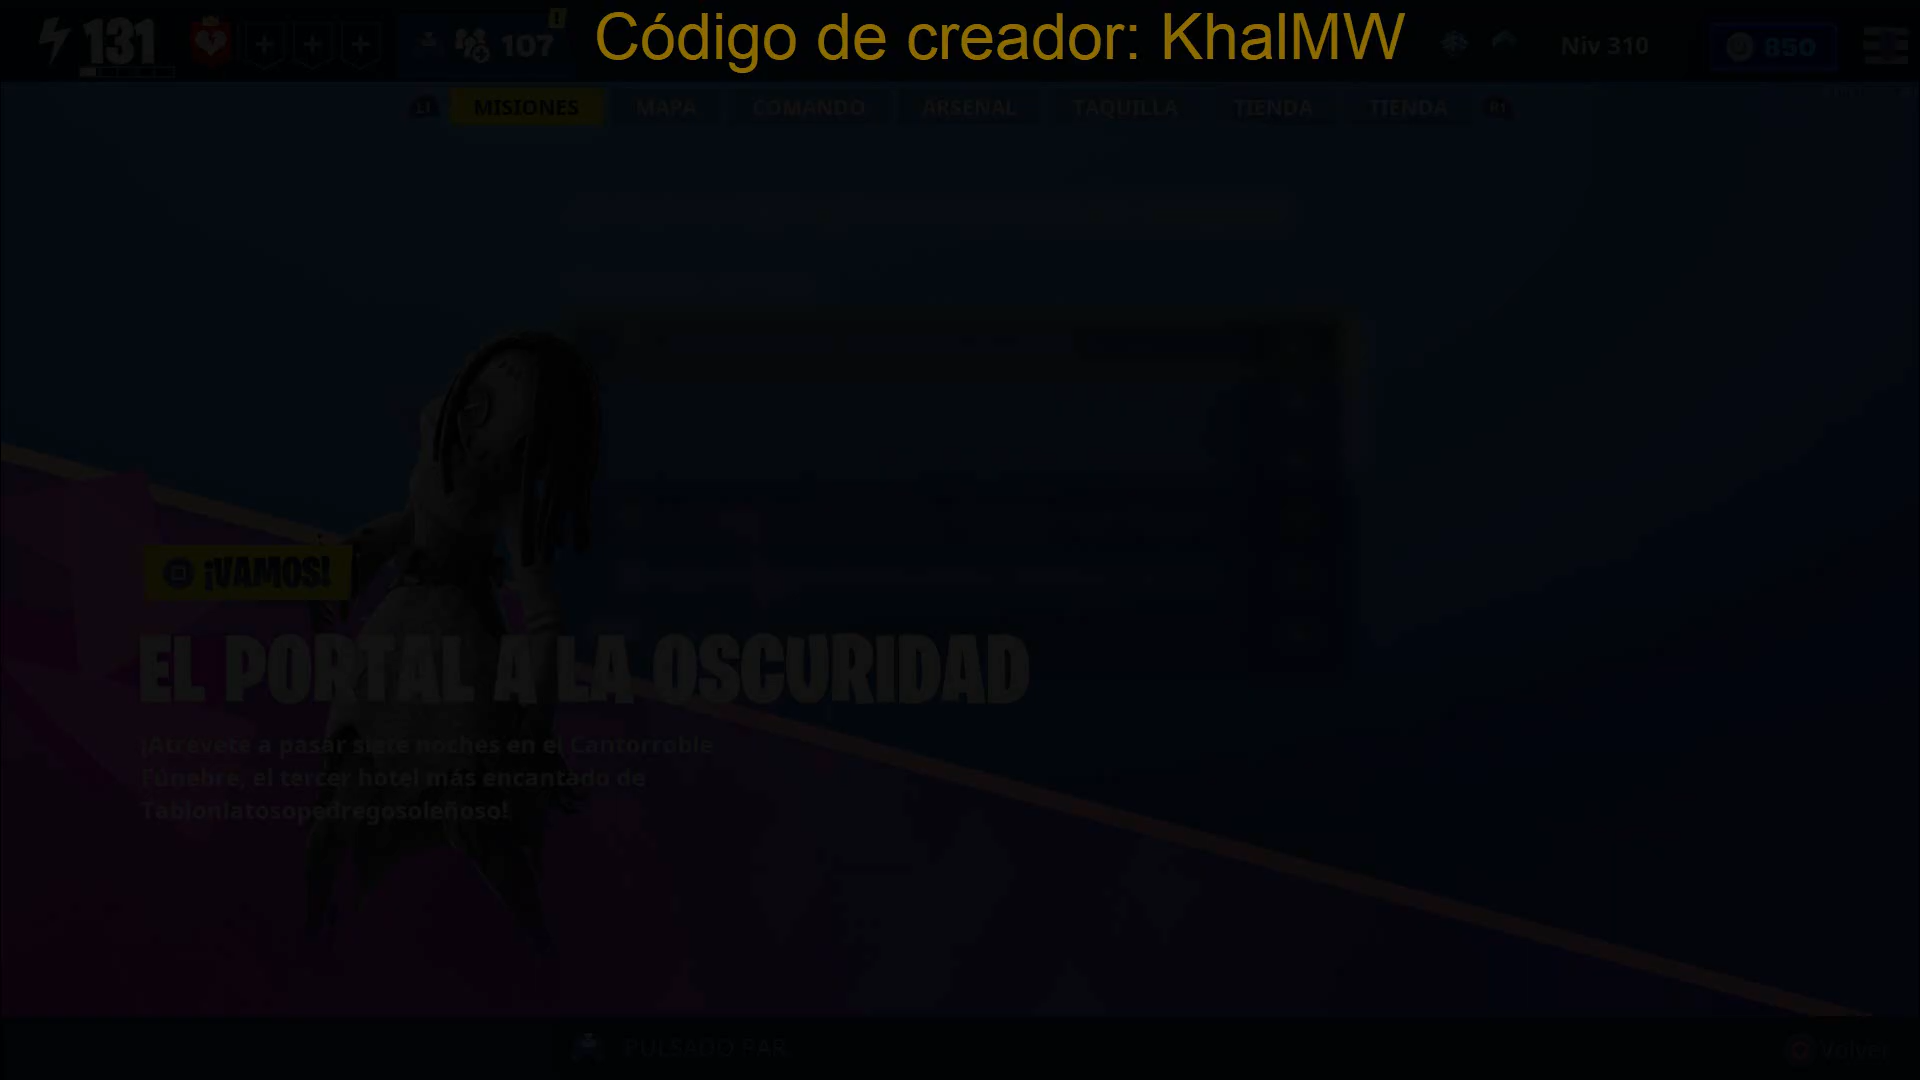 131
107
Código de creador: KhalMW
Niv 310
850
L1
MISIONES
MAPA
COMANDO
ARSENAL
TAQUILLA
TIENDA
TIENDA
R1
¡VAMOS!
EL PORTAL A LA OSCURIDAD
¡Atrévete a pasar siete noches en el Cantorroble
Fúnebre, el tercer hotel más encantado de
Tablonlatosopedregosoleñoso!
PULSADO PAR
Volver